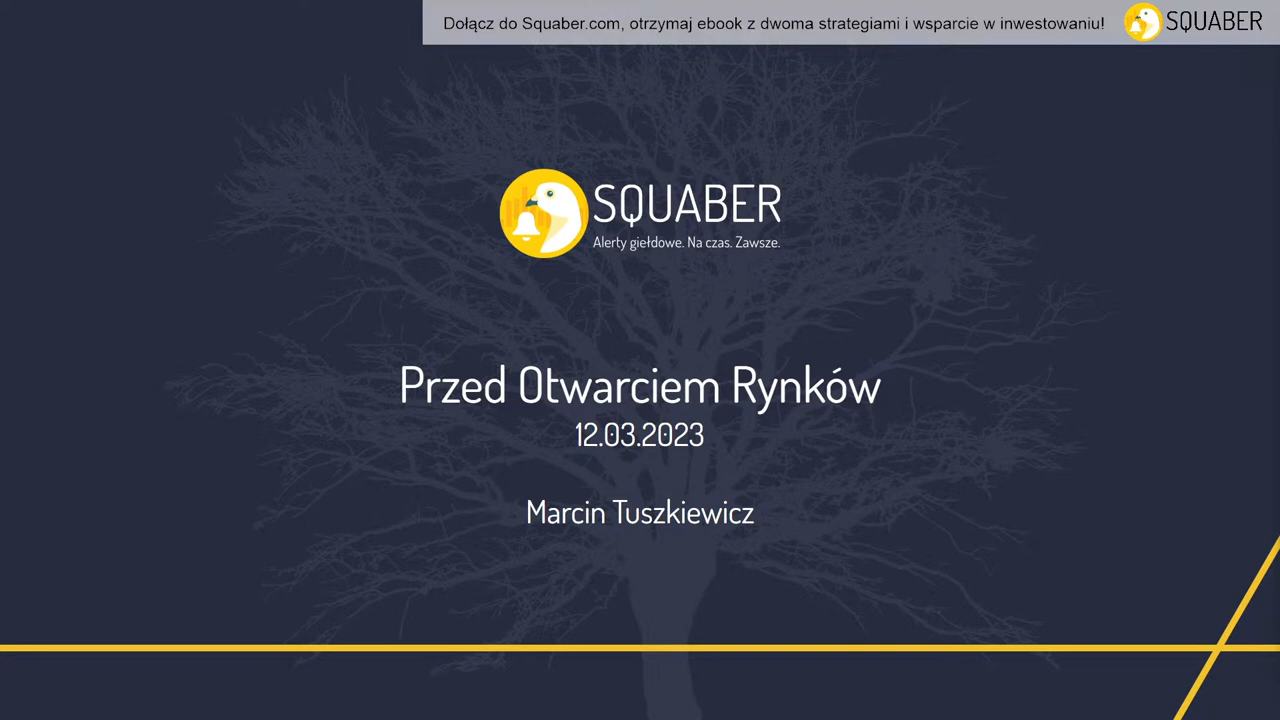 Dołącz do Squaber.com, otrzymaj ebook z dwoma strategiami i wsparcie w inwestowaniu!
SQUABER
SQUABER
Alerty giełdowe. Na czas. Zawsze.
Przed Otwarciem Rynków
12.03.2023
Marcin Tuszkiewicz